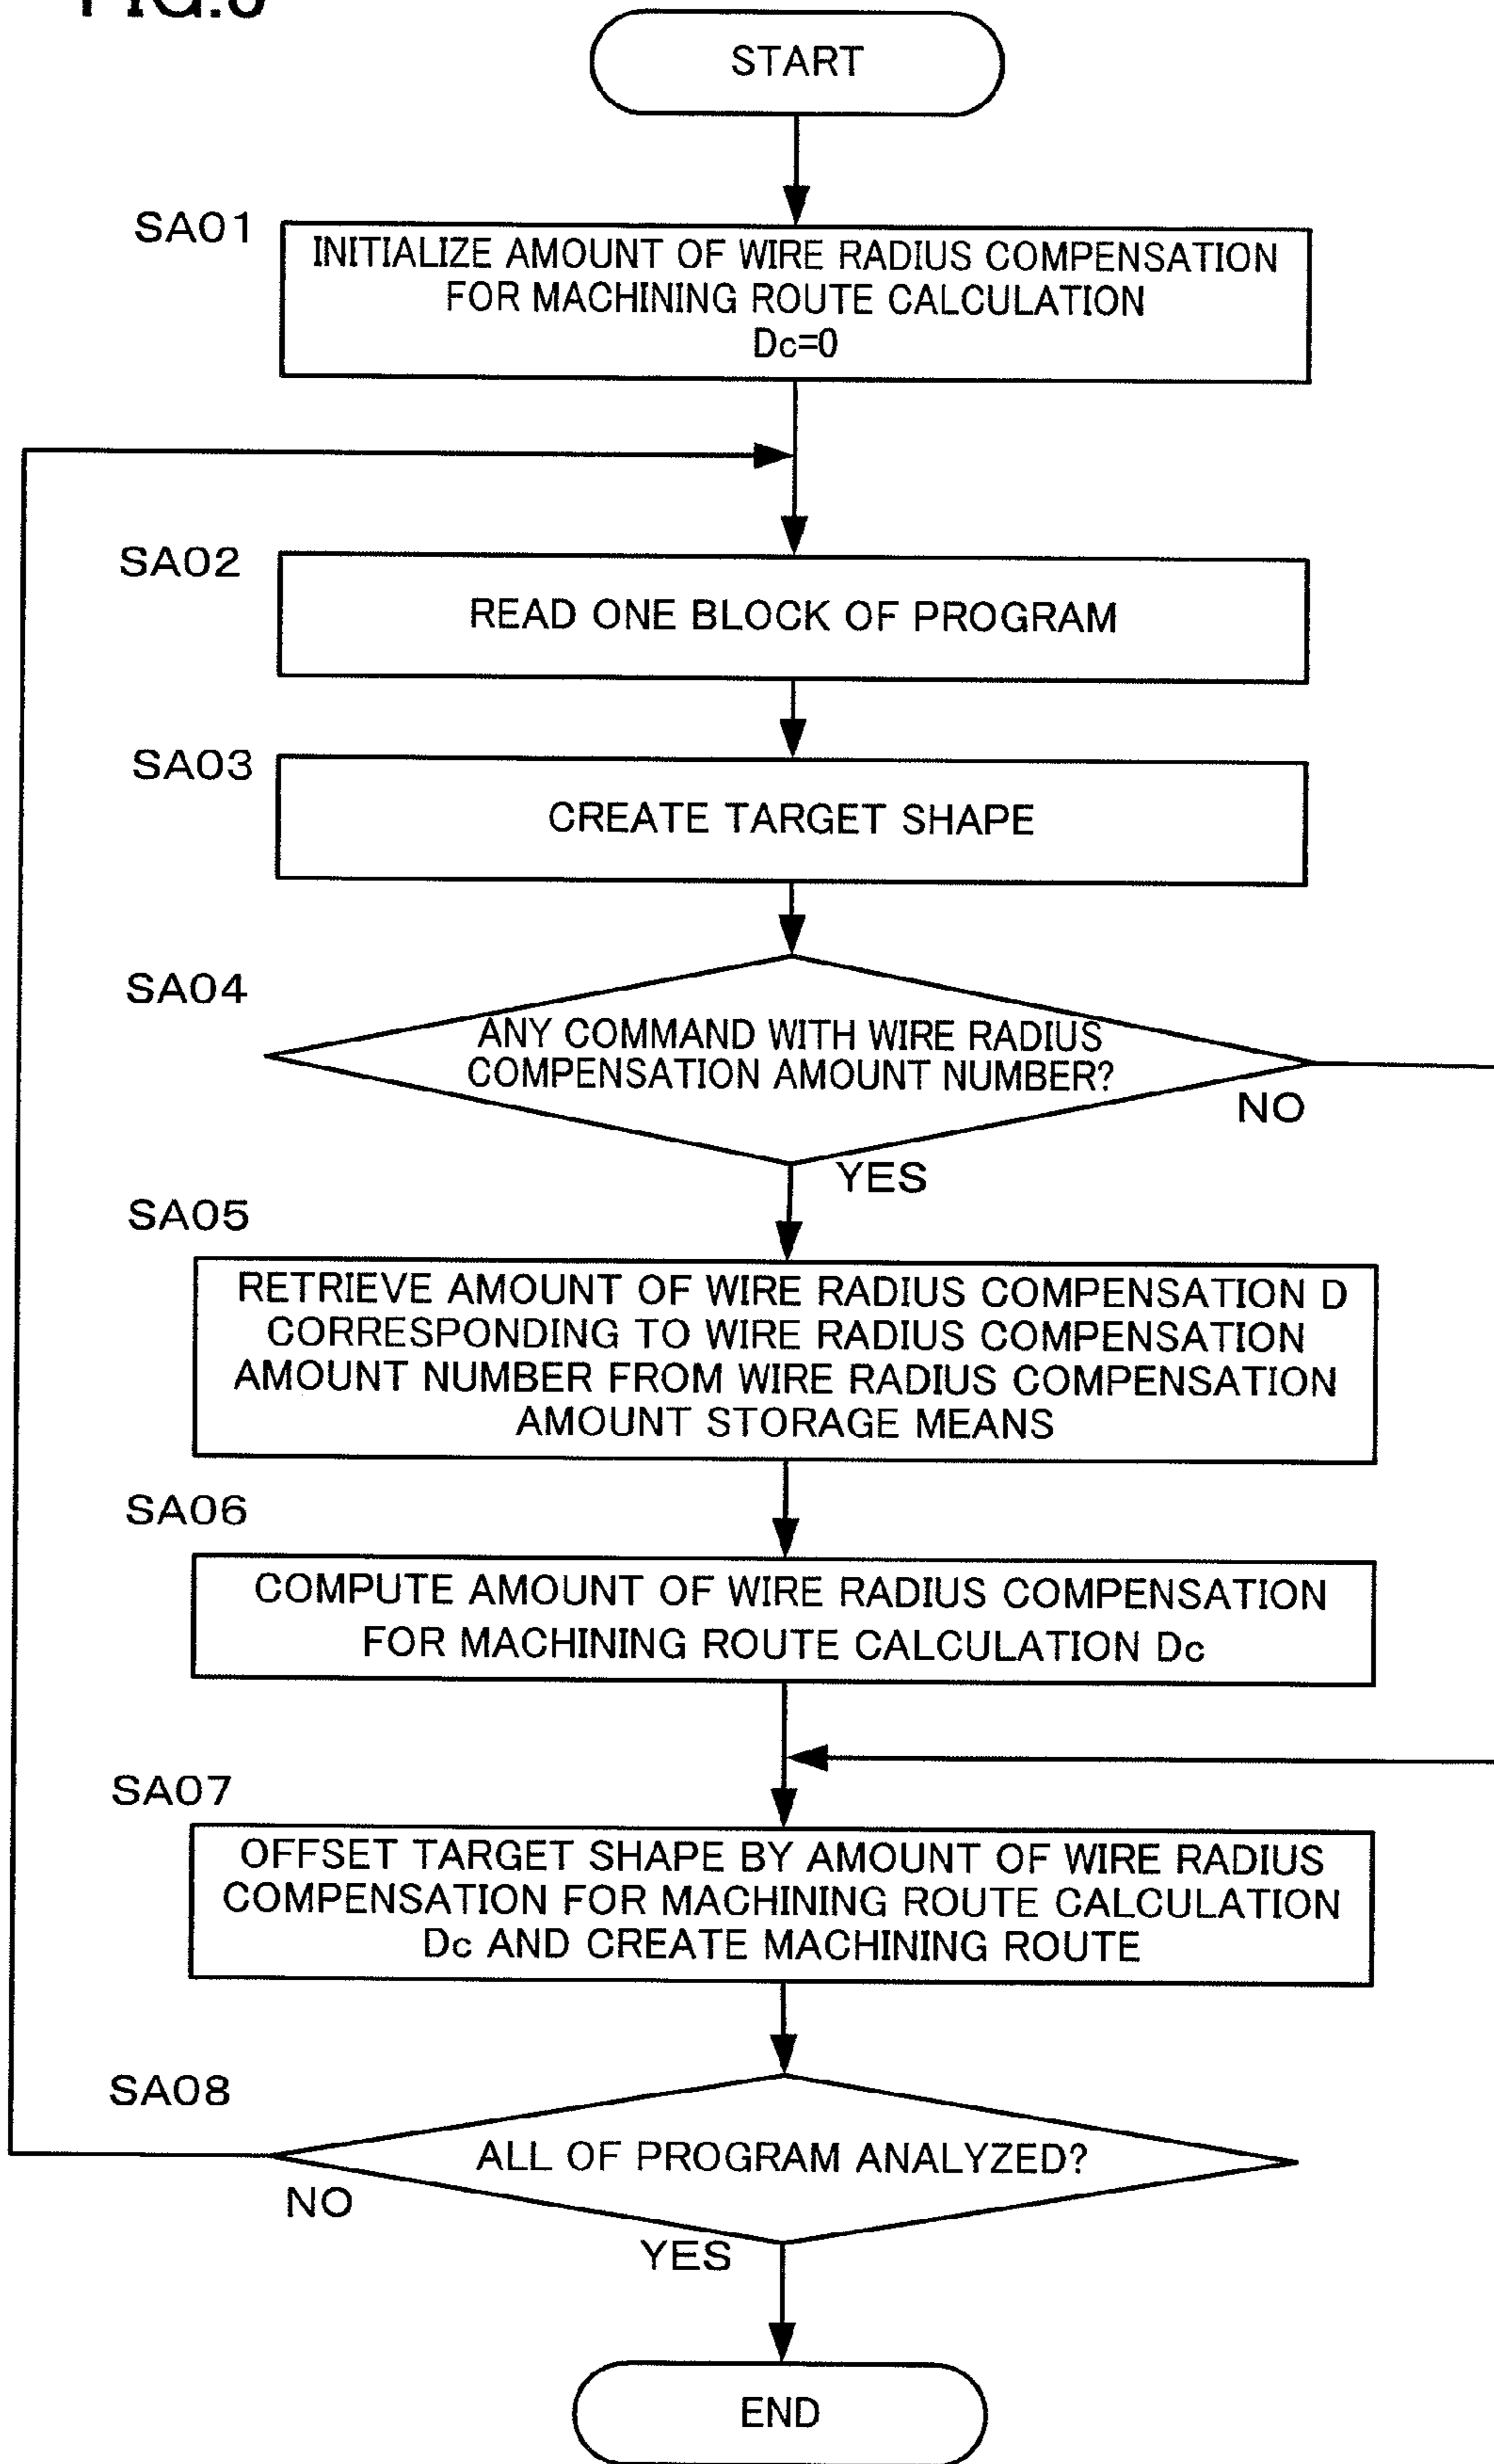 START
SA01
INITIALIZE AMOUNT OF WIRE RADIUS COMPENSATION
FOR MACHINING ROUTE CALCULATION
Dc=0
SA02
READ ONE BLOCK OF PROGRAM
SA03
CREATE TARGET SHAPE
SA04
ANY COMMAND WITH WIRE RADIUS
COMPENSATION AMOUNT NUMBER?
NO
YES
SA05
RETRIEVE AMOUNT OF WIRE RADIUS COMPENSATION D
CORRESPONDING TO WIRE RADIUS COMPENSATION
AMOUNT NUMBER FROM WIRE RADIUS COMPENSATION
AMOUNT STORAGE MEANS
SA06
COMPUTE AMOUNT OF WIRE RADIUS COMPENSATION
FOR MACHINING ROUTE CALCULATION Dc
SA07
OFFSET TARGET SHAPE BY AMOUNT OF WIRE RADIUS
COMPENSATION FOR MACHINING ROUTE CALCULATION
Dc AND CREATE MACHINING ROUTE
SA08
ALL OF PROGRAM ANALYZED?
NO
YES
END